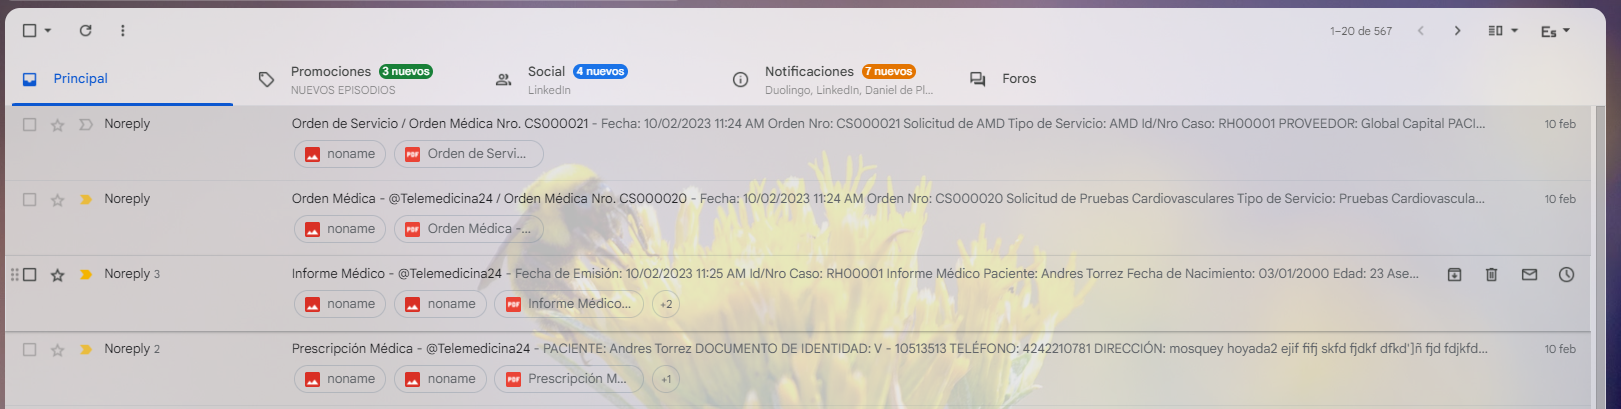 1–20 de 567
Es
Principal
Promociones 3 nuevos
NUEVOS EPISODIOS
Social 4 nuevos
LinkedIn
Notificaciones 7 nuevos
Duolingo, LinkedIn, Daniel de Pl...
Foros
Noreply Orden de Servicio / Orden Médica Nro. CS000021 - Fecha: 10/02/2023 11:24 AM Orden Nro: CS000021 Solicitud de AMD Tipo de Servicio: AMD Id/Nro Caso: RH00001 PROVEEDOR: Global Capital PACI... 10 feb
noname PDF Orden de Servi...
Noreply Orden Médica - @Telemedicina24 / Orden Médica Nro. CS000020 - Fecha: 10/02/2023 11:24 AM Orden Nro: CS000020 Solicitud de Pruebas Cardiovasculares Tipo de Servicio: Pruebas Cardiovascula... 10 feb
noname PDF Orden Médica -...
Noreply 3 Informe Médico - @Telemedicina24 - Fecha de Emisión: 10/02/2023 11:25 AM Id/Nro Caso: RH00001 Informe Médico Paciente: Andres Torrez Fecha de Nacimiento: 03/01/2000 Edad: 23 Ase...
noname noname PDF Informe Médico... +2
Noreply 2 Prescripción Médica - @Telemedicina24 - PACIENTE: Andres Torrez DOCUMENTO DE IDENTIDAD: V - 10513513 TELÉFONO: 4242210781 DIRECCIÓN: mosquey hoyada2 ejif fifj skfd fjdkf dfkd']ñ fjd fdjkfd... 10 feb
noname noname PDF Prescripción M... +1